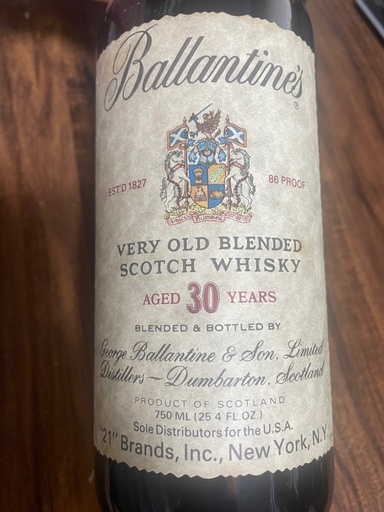 Ballantine's
®
EST'D 1827
86 PROOF
VERY OLD BLENDED
SCOTCH WHISKY
AGED 30 YEARS
BLENDED & BOTTLED BY
George Ballantine & Son, Limited
Distillers – Dumbarton, Scotland
PRODUCT OF SCOTLAND
750 ML (25.4 FL.OZ.)
Sole Distributors for the U.S.A.
"21" Brands, Inc., New York, N.Y.